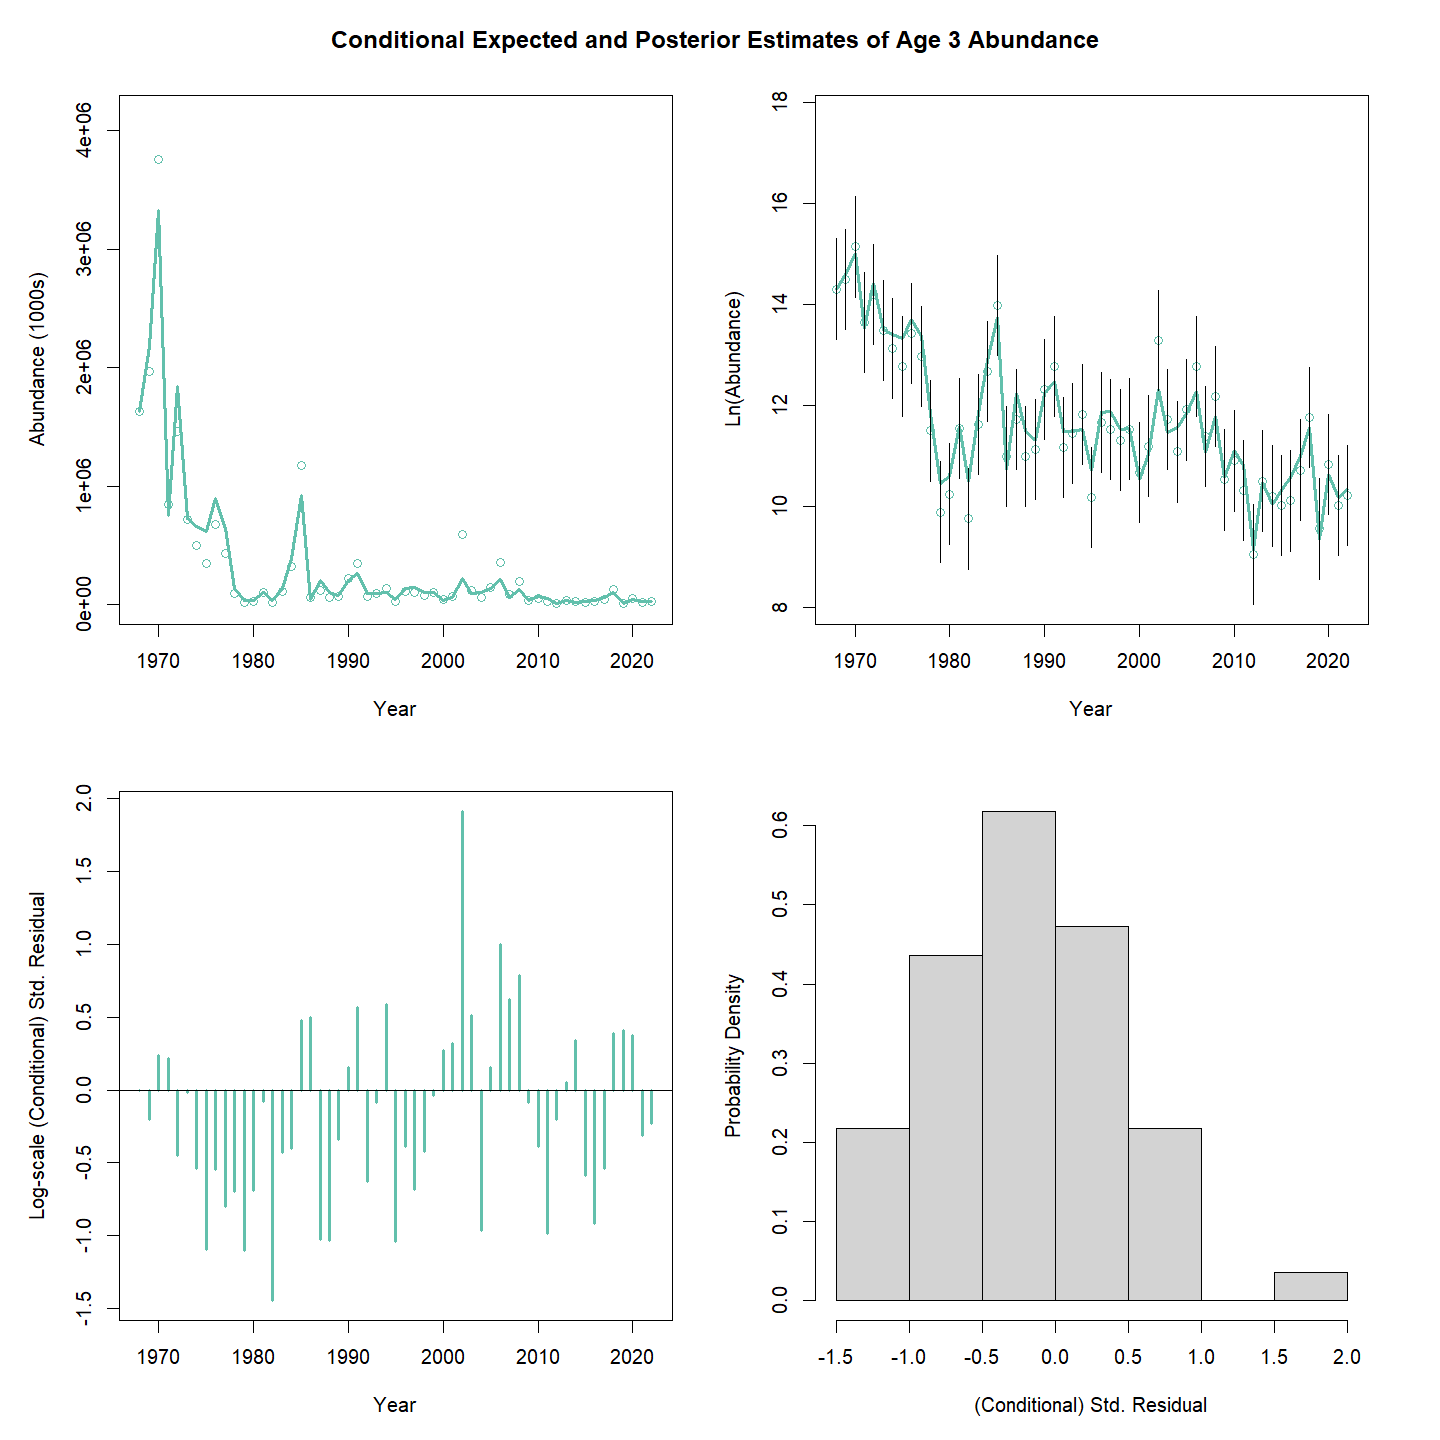 Conditional Expected and Posterior Estimates of Age 3 Abundance
Abundance (1000s)
4e+06
3e+06
2e+06
1e+06
0e+00
1970 1980 1990 2000 2010 2020
Year
Ln(Abundance)
18
16
14
12
10
8
1970 1980 1990 2000 2010 2020
Year
Log-scale (Conditional) Std. Residual
2.0
1.5
1.0
0.5
0.0
-0.5
-1.0
-1.5
1970 1980 1990 2000 2010 2020
Year
Probability Density
0.6
0.5
0.4
0.3
0.2
0.1
0.0
-1.5 -1.0 -0.5 0.0 0.5 1.0 1.5 2.0
(Conditional) Std. Residual